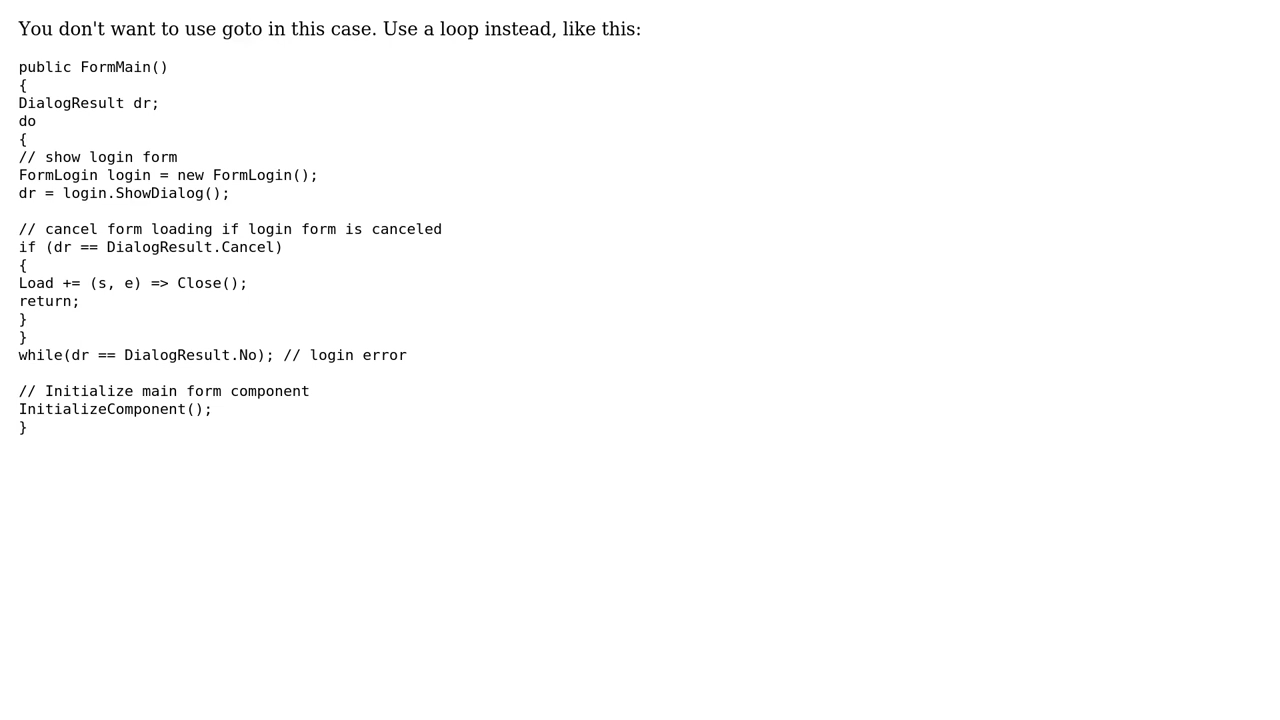 You don't want to use goto in this case. Use a loop instead, like this:
public FormMain()
{
DialogResult dr;
do
{
// show login form
FormLogin login = new FormLogin();
dr = login.ShowDialog();

// cancel form loading if login form is canceled
if (dr == DialogResult.Cancel)
{
Load += (s, e) => Close();
return;
}
}
while(dr == DialogResult.No); // login error

// Initialize main form component
InitializeComponent();
}